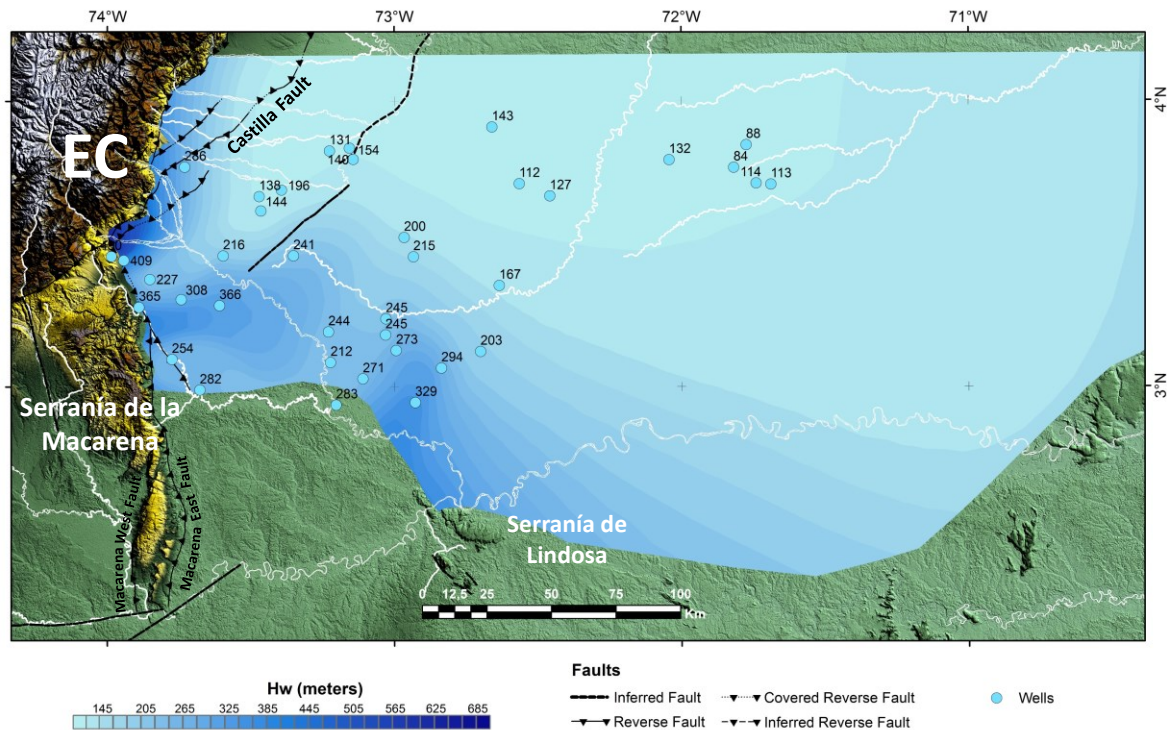 74°W 73°W 72°W 71°W
4°N
3°N
EC
Castilla Fault
143
131
140
154
286
138
196
144
112
127
132
88
84
114
113
200
215
216
241
409
227
365
308
366
167
245
245
244
273
212
271
294
203
254
282
283
329
Serranía de la
Macarena
Macarena West Fault
Macarena East Fault
Serranía de
Lindosa
0 12,5 25 50 75 100
Km
Hw (meters)
145 205 265 325 385 445 505 565 625 685
Faults
Inferred Fault
Covered Reverse Fault
Wells
Reverse Fault
Inferred Reverse Fault